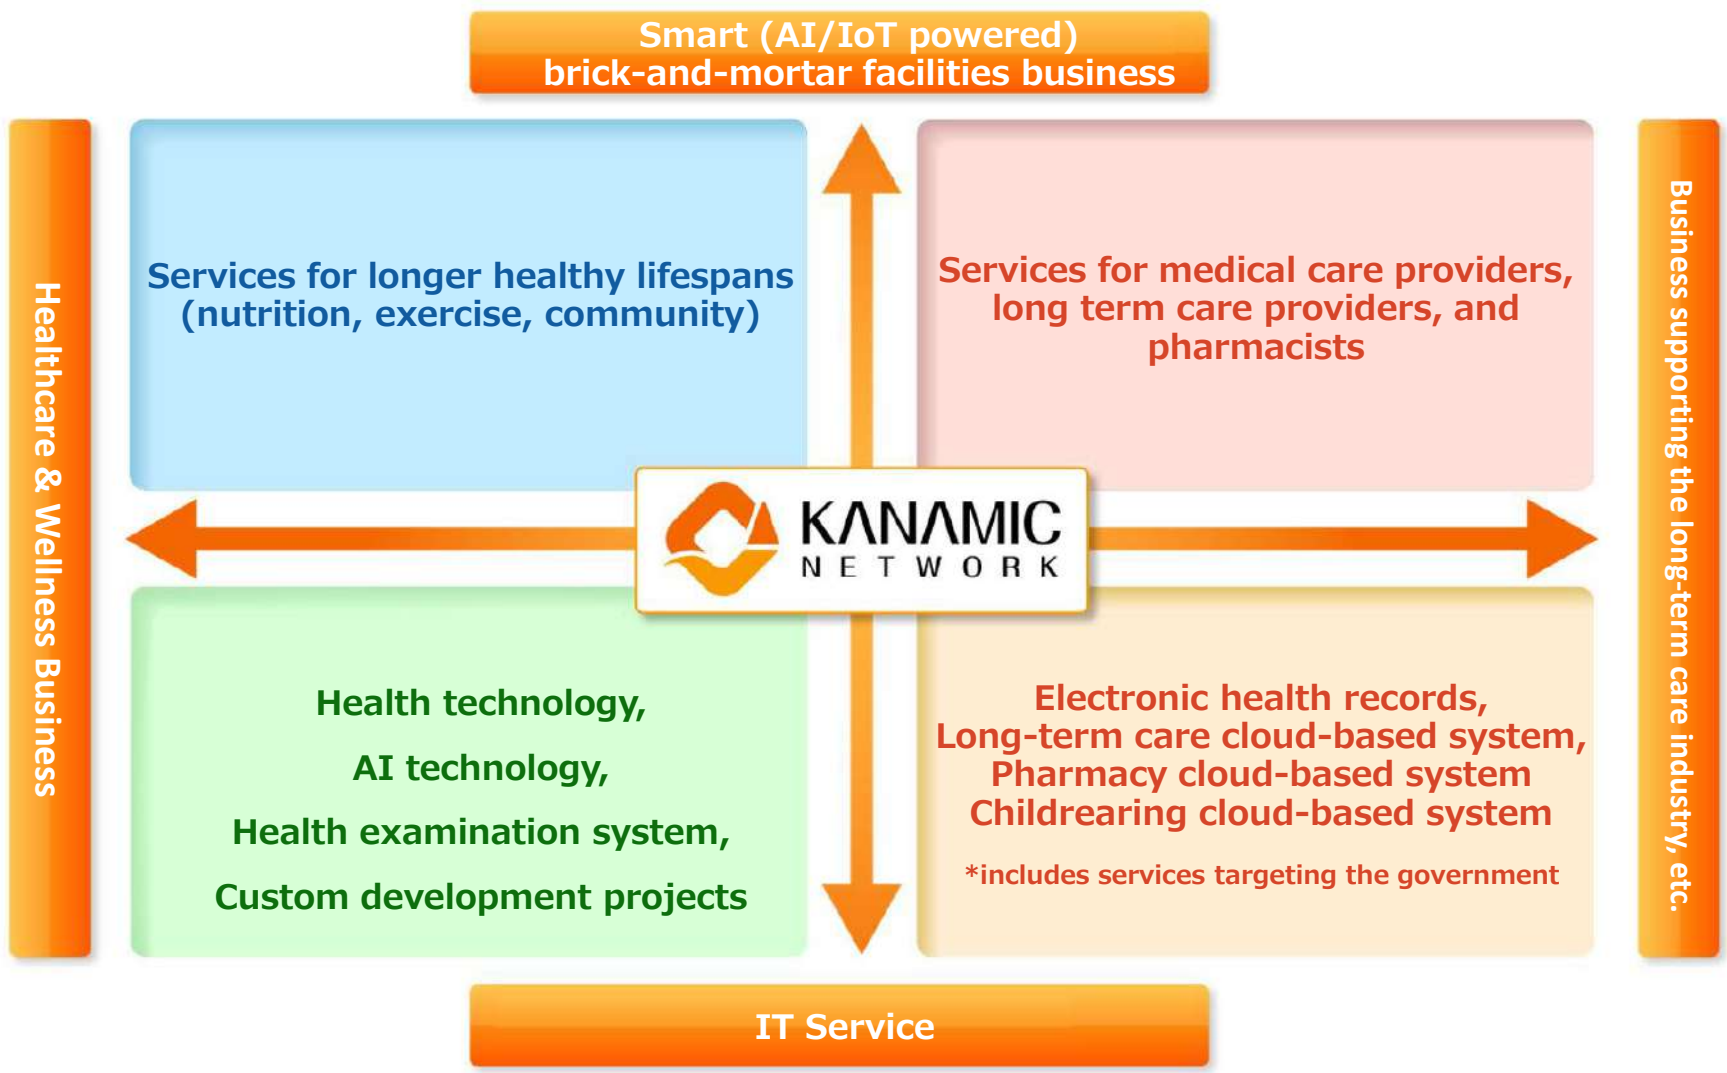 Smart (AI/IoT powered)
brick-and-mortar facilities business
Healthcare & Wellness Business
Services for longer healthy lifespans
(nutrition, exercise, community)
Services for medical care providers,
long term care providers, and
pharmacists
Business supporting the long-term care industry, etc.
KANAMIC
NETWORK
Health technology,
AI technology,
Health examination system,
Custom development projects
Electronic health records,
Long-term care cloud-based system,
Pharmacy cloud-based system
Childrearing cloud-based system
*includes services targeting the government
IT Service